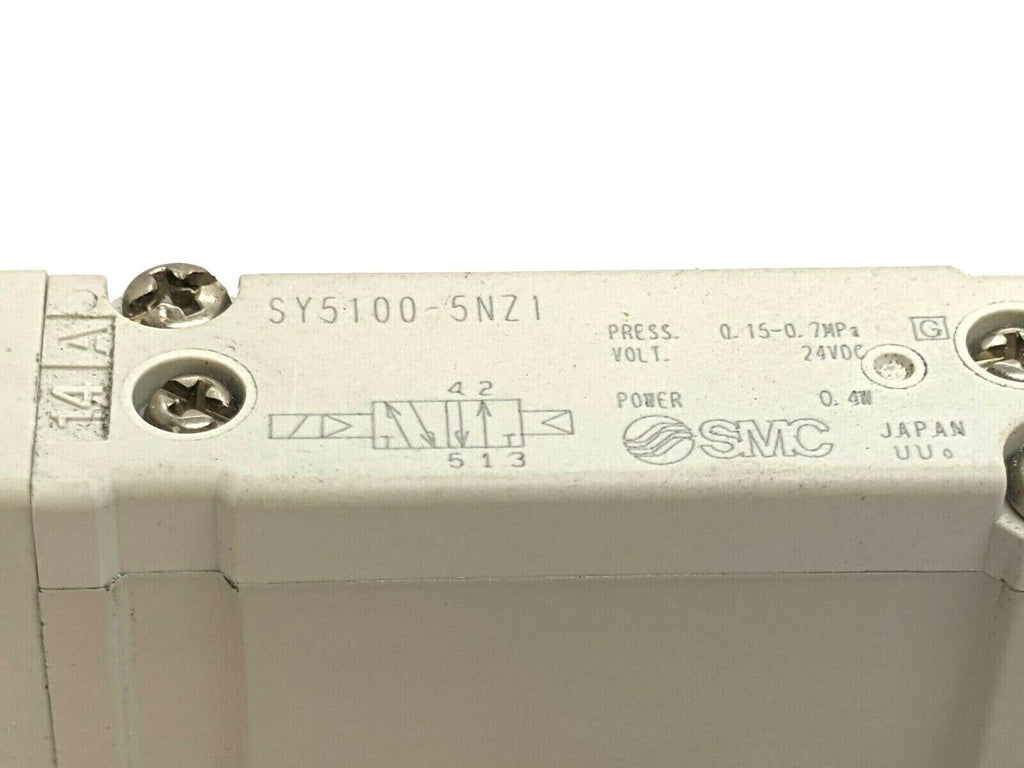 SY5100-5NZ1
PRESS. 0.15-0.7MPa G
VOLT. 24VDC
POWER 0.4W
SMC
JAPAN
UUo
14 A
4 2
5 1 3